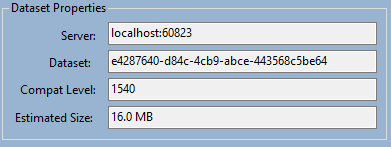 Dataset Properties
Server: localhost:60823
Dataset: e4287640-d84c-4cb9-abce-443568c5be64
Compat Level: 1540
Estimated Size: 16.0 MB